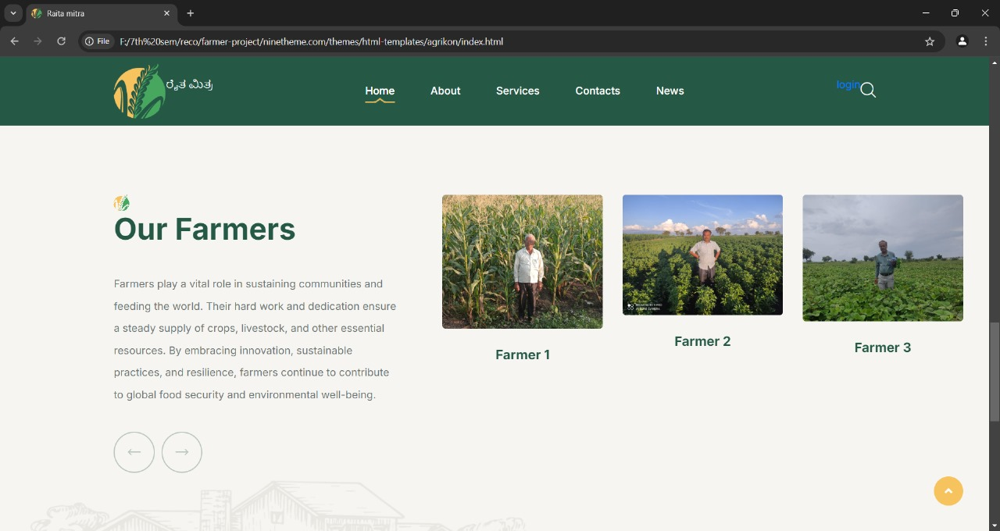 Raita mitra
File F:/7th%20sem/reco/farmer-project/ninetheme.com/themes/html-templates/agrikon/index.html
ರೈತ ಮಿತ್ರ Home About Services Contacts News login
Our Farmers
Farmers play a vital role in sustaining communities and
feeding the world. Their hard work and dedication ensure
a steady supply of crops, livestock, and other essential
resources. By embracing innovation, sustainable
practices, and resilience, farmers continue to contribute
to global food security and environmental well-being.
Farmer 1
Farmer 2
Farmer 3